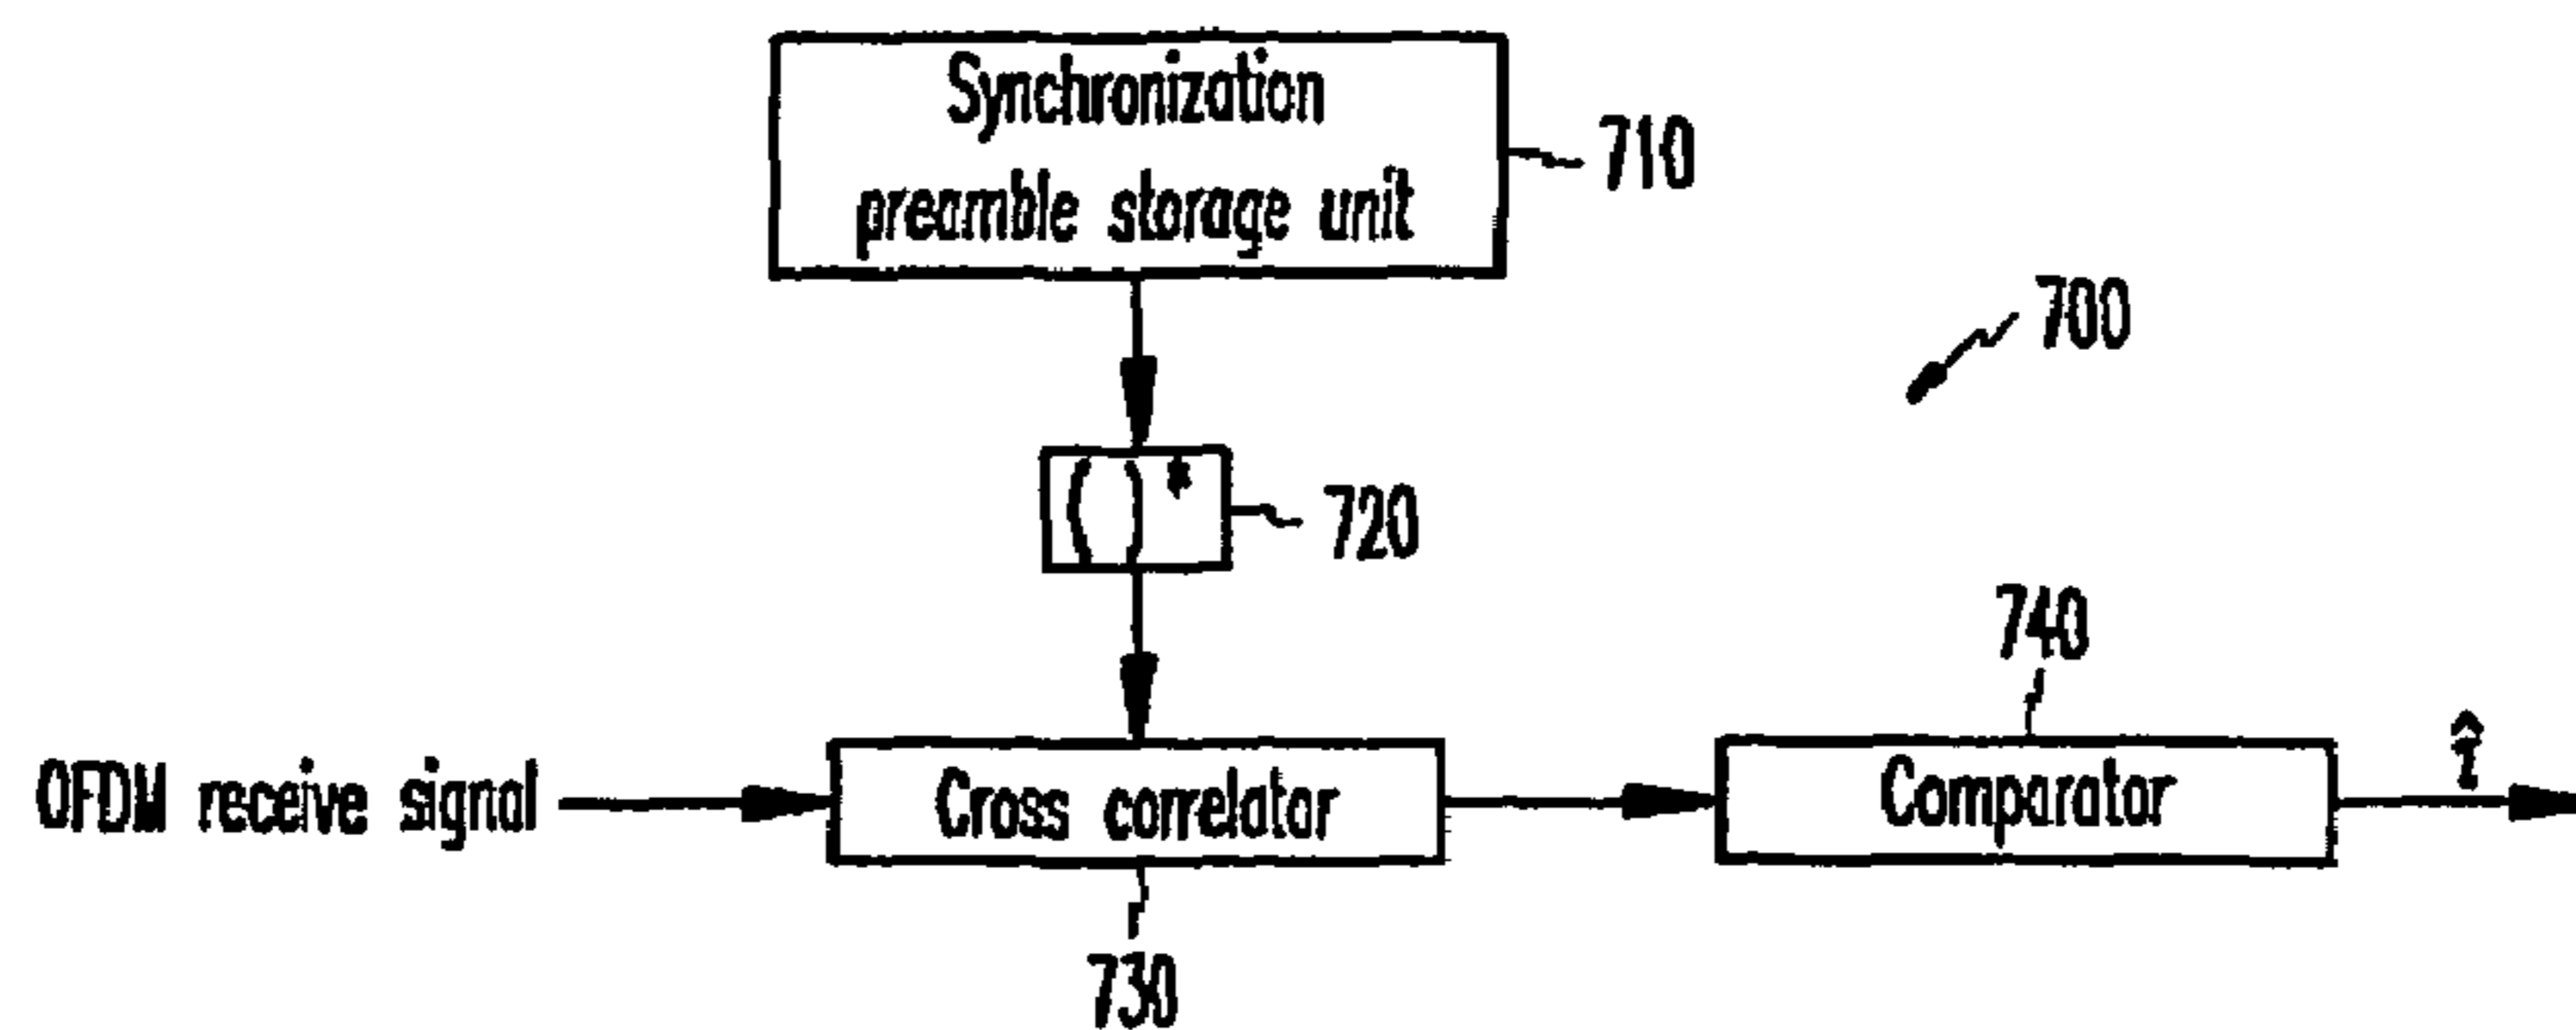 Synchronization
preamble storage unit
710
700
( )*
720
740
OFDM receive signal
Cross correlator
Comparator
î
730